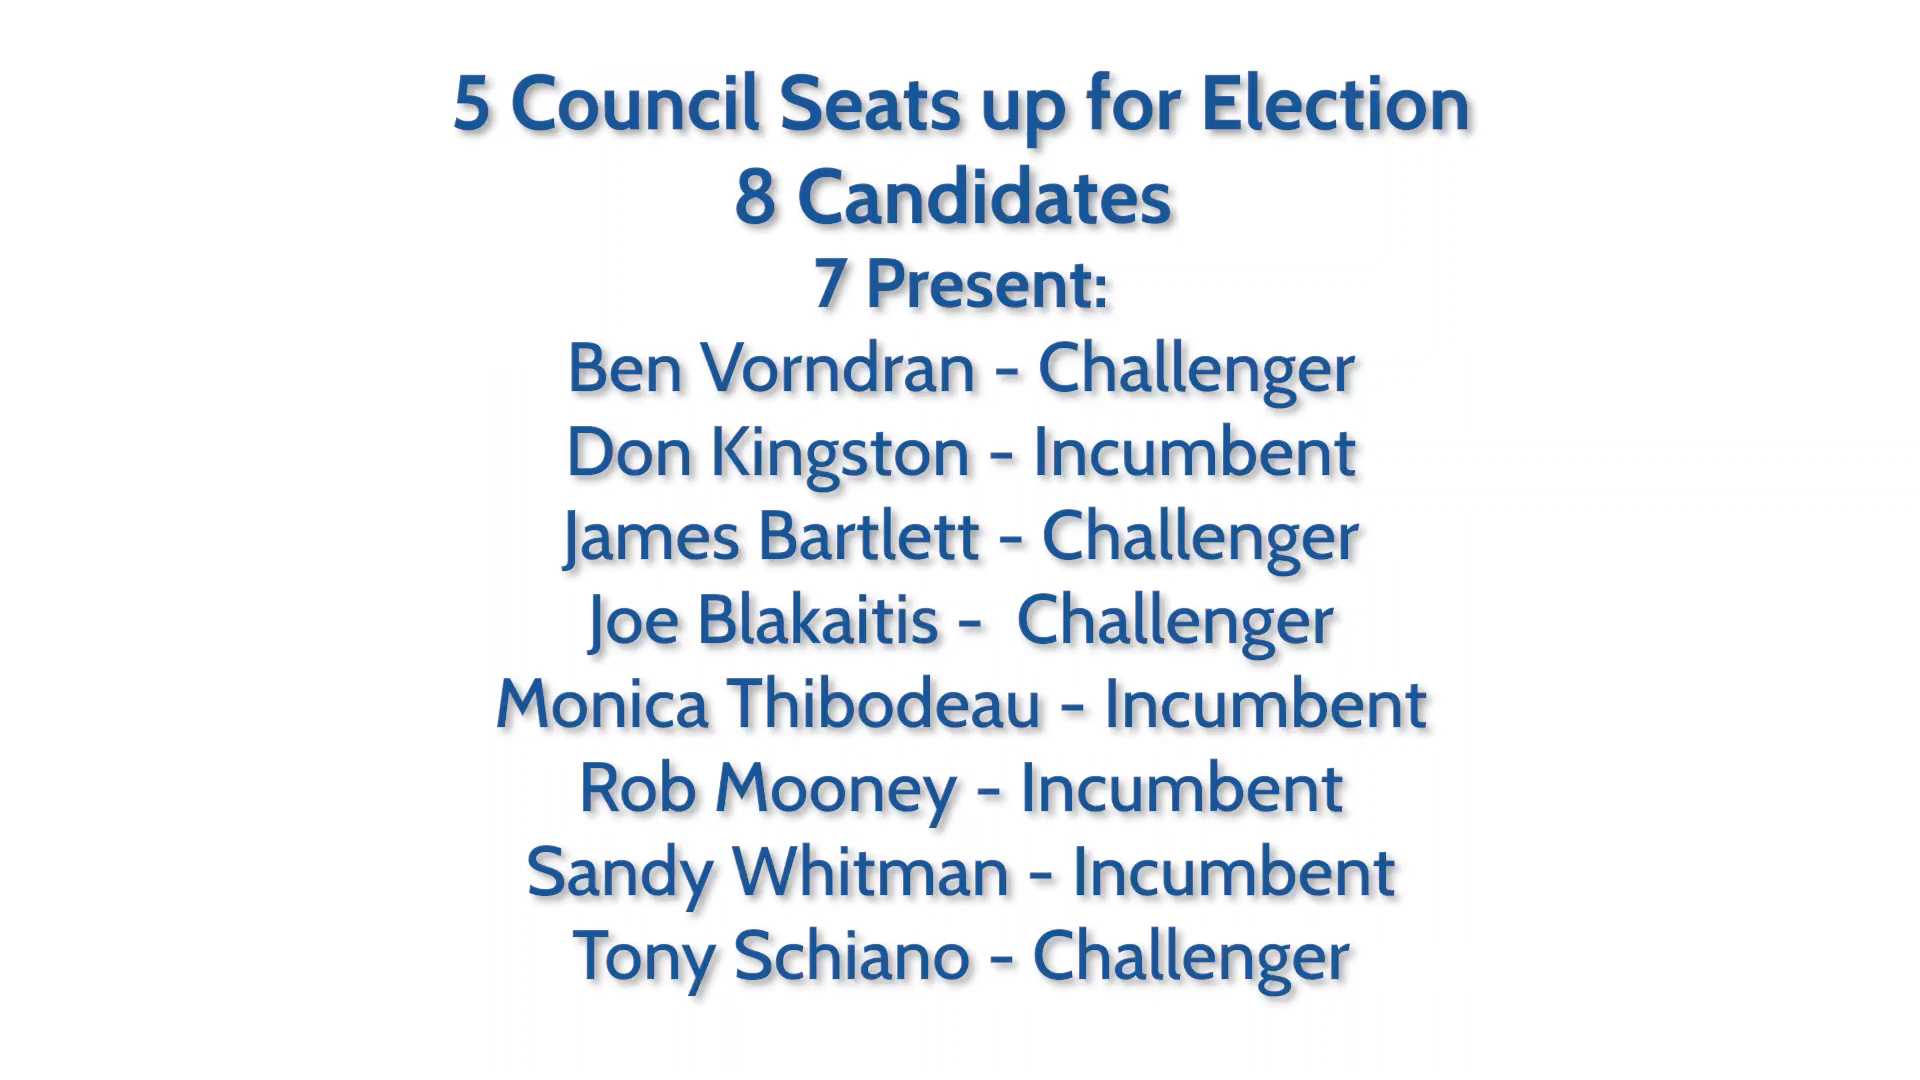 5 Council Seats up for Election
8 Candidates
7 Present:
Ben Vorndran - Challenger
Don Kingston - Incumbent
James Bartlett - Challenger
Joe Blakaitis -  Challenger
Monica Thibodeau - Incumbent
Rob Mooney - Incumbent
Sandy Whitman - Incumbent
Tony Schiano - Challenger